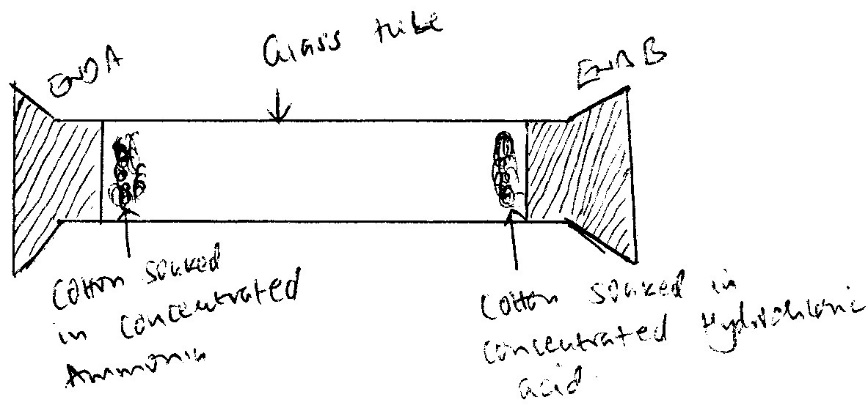 Glass tube
END A
END B
Cotton soaked
in concentrated
Ammonia
Cotton soaked in
concentrated Hydrochloric
acid.